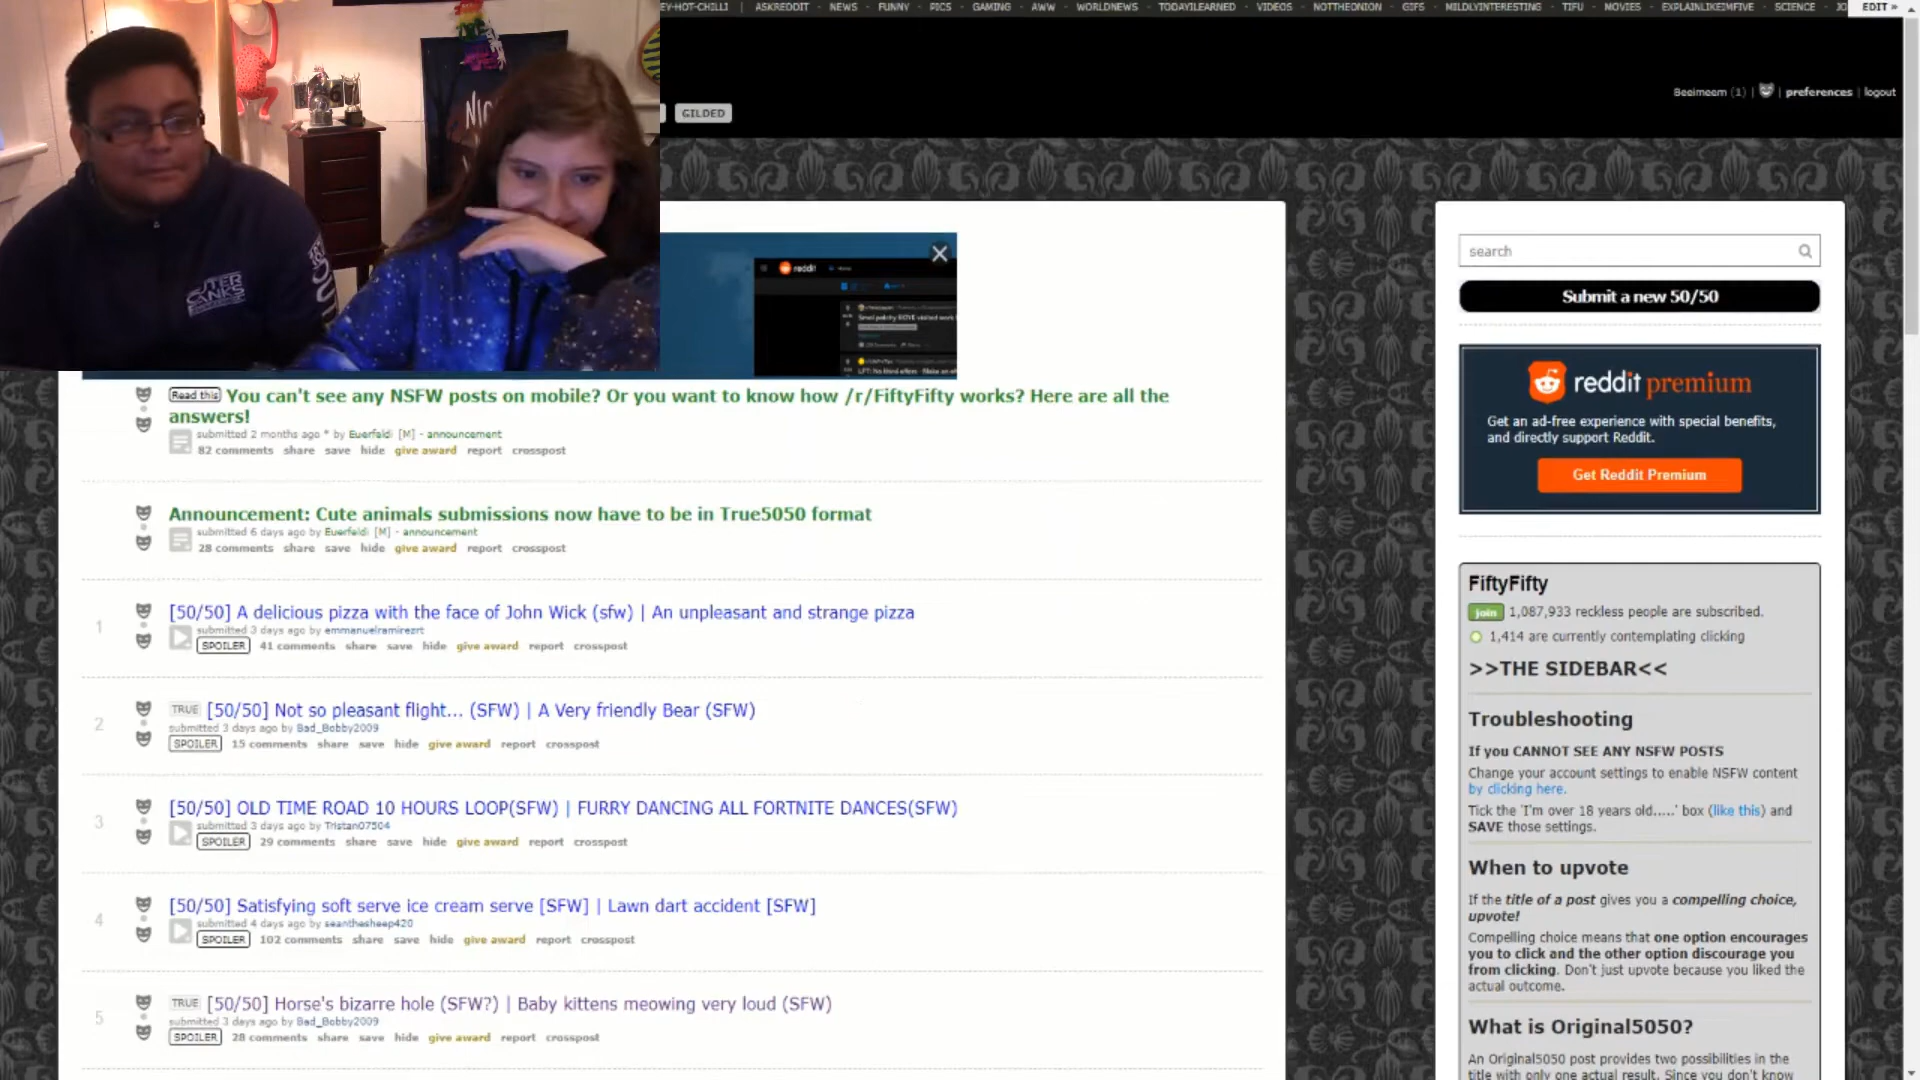 EY-HOT-CHILLI | ASKREDDIT - NEWS - FUNNY - PICS - GAMING - AWW - WORLDNEWS - TODAYILEARNED - VIDEOS - NOTTHEONION - GIFS - MILDLYINTERESTING - TIFU - MOVIES - EXPLAINLIKEIMFIVE - SCIENCE - JO EDIT »
Beeimeem (1) | | preferences | logout
GILDED
reddit
search
Submit a new 50/50
reddit premium
Get an ad-free experience with special benefits,
and directly support Reddit.
Get Reddit Premium
Read this You can't see any NSFW posts on mobile? Or you want to know how /r/FiftyFifty works? Here are all the
answers!
submitted 2 months ago * by Euerfeldi [M] - announcement
82 comments share save hide give award report crosspost
Announcement: Cute animals submissions now have to be in True5050 format
submitted 6 days ago by Euerfeldi [M] - announcement
28 comments share save hide give award report crosspost
1
[50/50] A delicious pizza with the face of John Wick (sfw) | An unpleasant and strange pizza
submitted 3 days ago by emmanuelramirezrt
SPOILER 41 comments share save hide give award report crosspost
2
TRUE [50/50] Not so pleasant flight... (SFW) | A Very friendly Bear (SFW)
submitted 3 days ago by Bad_Bobby2009
SPOILER 15 comments share save hide give award report crosspost
3
[50/50] OLD TIME ROAD 10 HOURS LOOP(SFW) | FURRY DANCING ALL FORTNITE DANCES(SFW)
submitted 3 days ago by Tristan07504
SPOILER 29 comments share save hide give award report crosspost
4
[50/50] Satisfying soft serve ice cream serve [SFW] | Lawn dart accident [SFW]
submitted 4 days ago by seanthesheep420
SPOILER 102 comments share save hide give award report crosspost
5
TRUE [50/50] Horse's bizarre hole (SFW?) | Baby kittens meowing very loud (SFW)
submitted 3 days ago by Bad_Bobby2009
SPOILER 28 comments share save hide give award report crosspost
FiftyFifty
join 1,087,933 reckless people are subscribed.
1,414 are currently contemplating clicking
>>THE SIDEBAR<<
Troubleshooting
If you CANNOT SEE ANY NSFW POSTS
Change your account settings to enable NSFW content
by clicking here.
Tick the 'I'm over 18 years old.....' box (like this) and
SAVE those settings.
When to upvote
If the title of a post gives you a compelling choice,
upvote!
Compelling choice means that one option encourages
you to click and the other option discourage you
from clicking. Don't just upvote because you liked the
actual outcome.
What is Original5050?
An Original5050 post provides two possibilities in the
title with only one actual result. Since you don't know